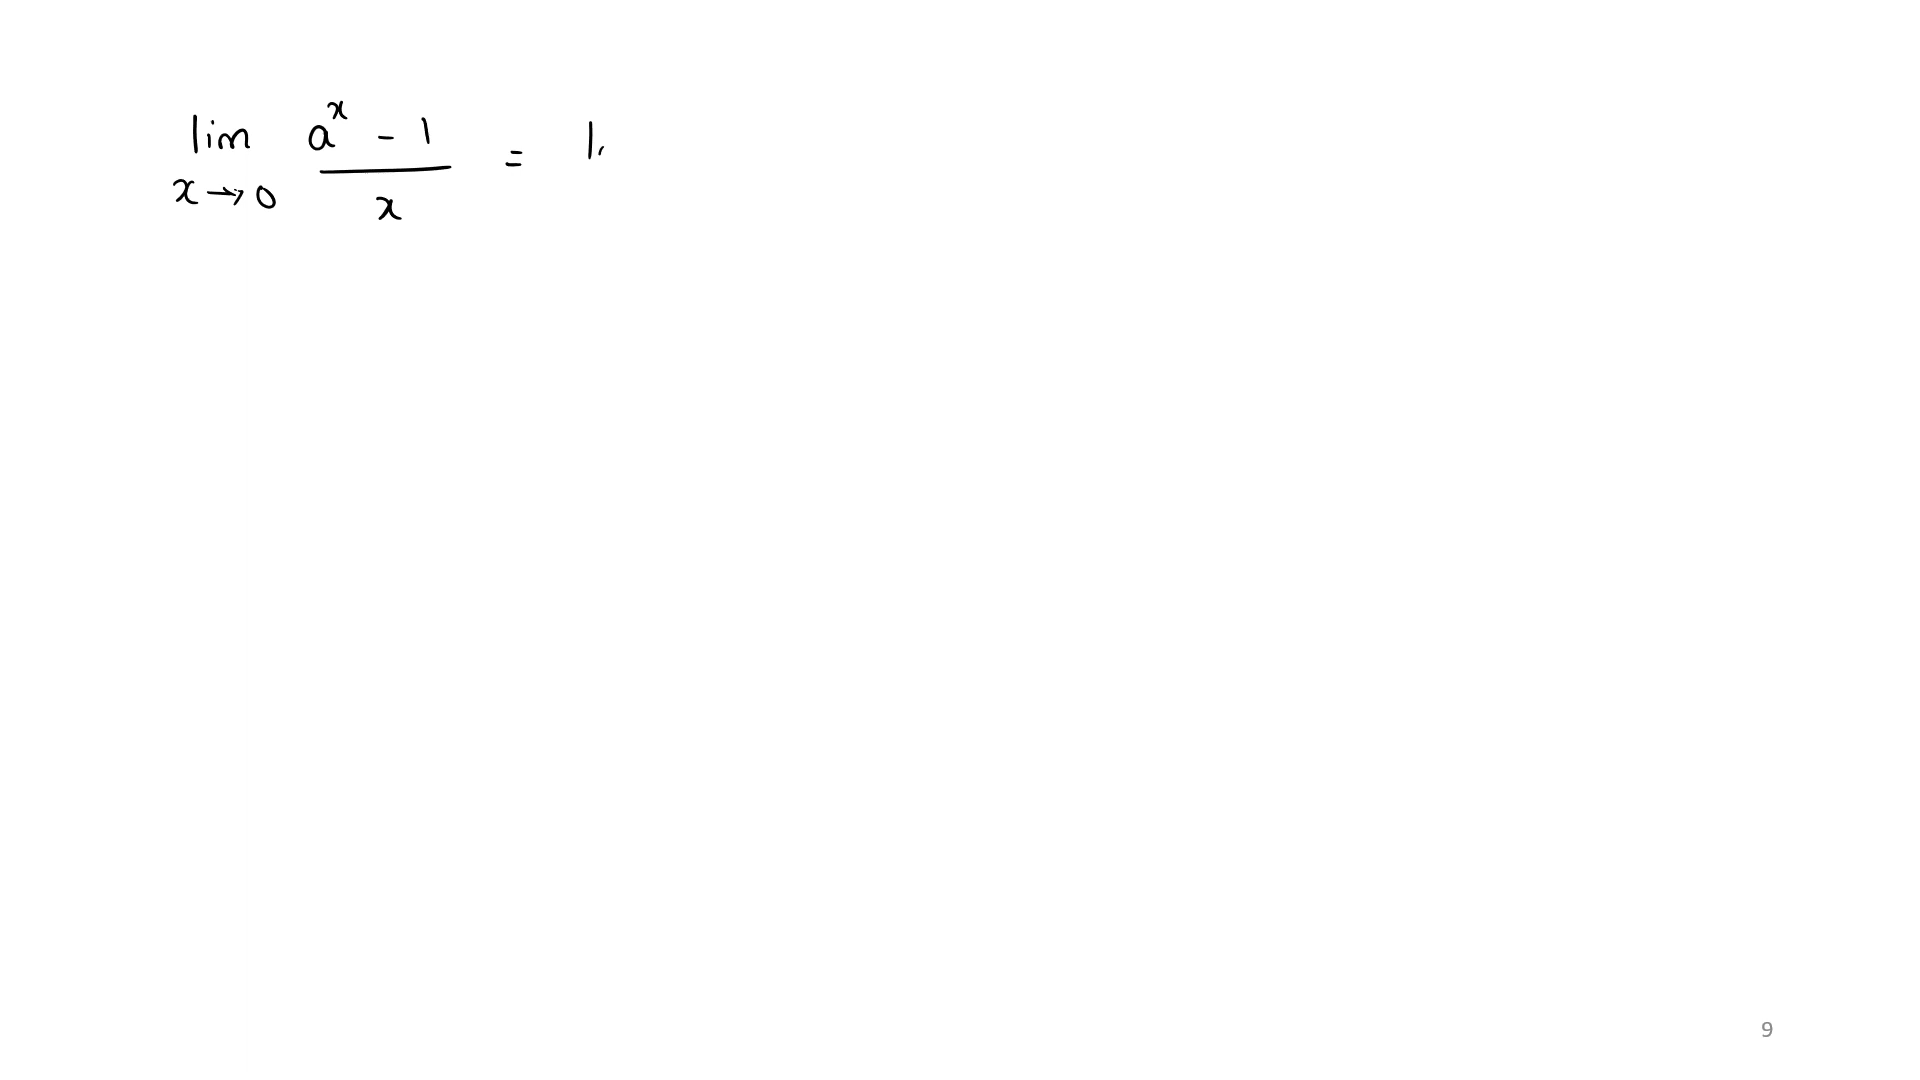 lim a^x - 1 = 1.
x→0 x
9